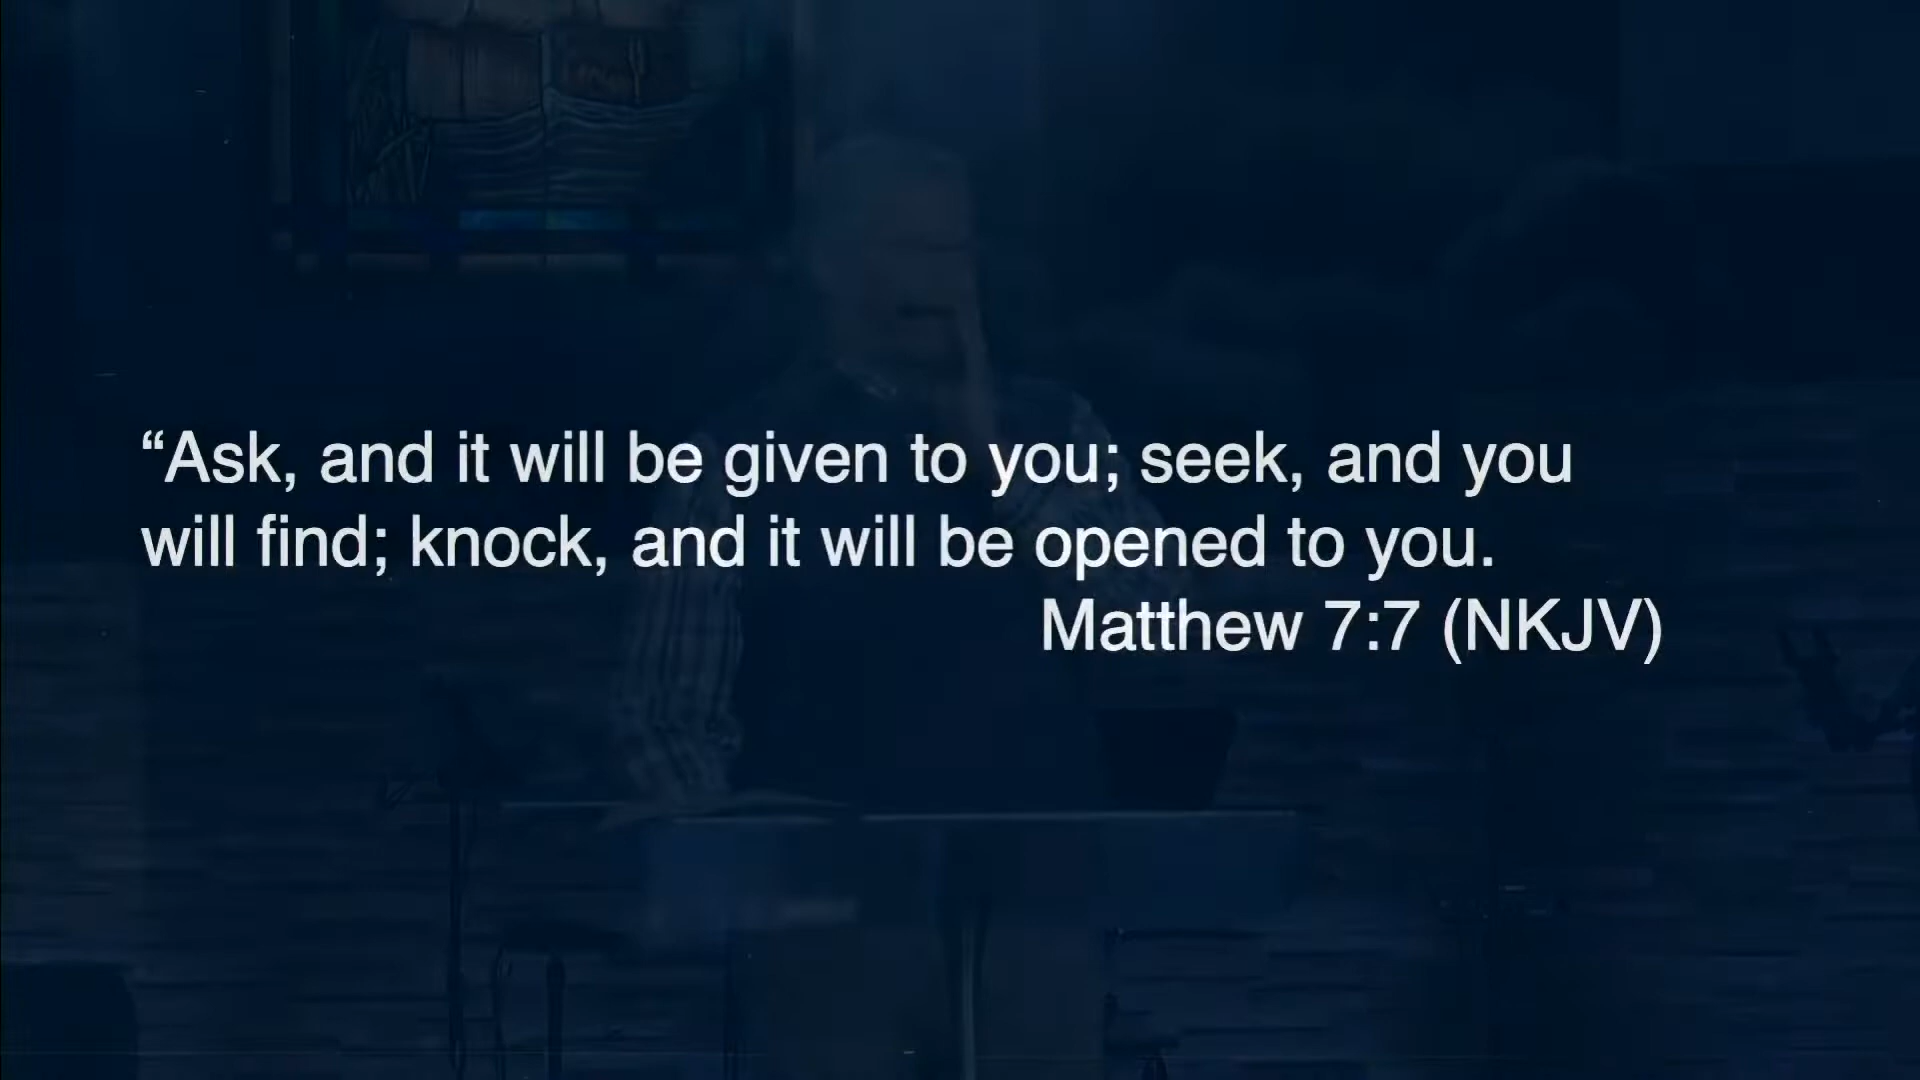 “Ask, and it will be given to you; seek, and you
will find; knock, and it will be opened to you.
Matthew 7:7 (NKJV)